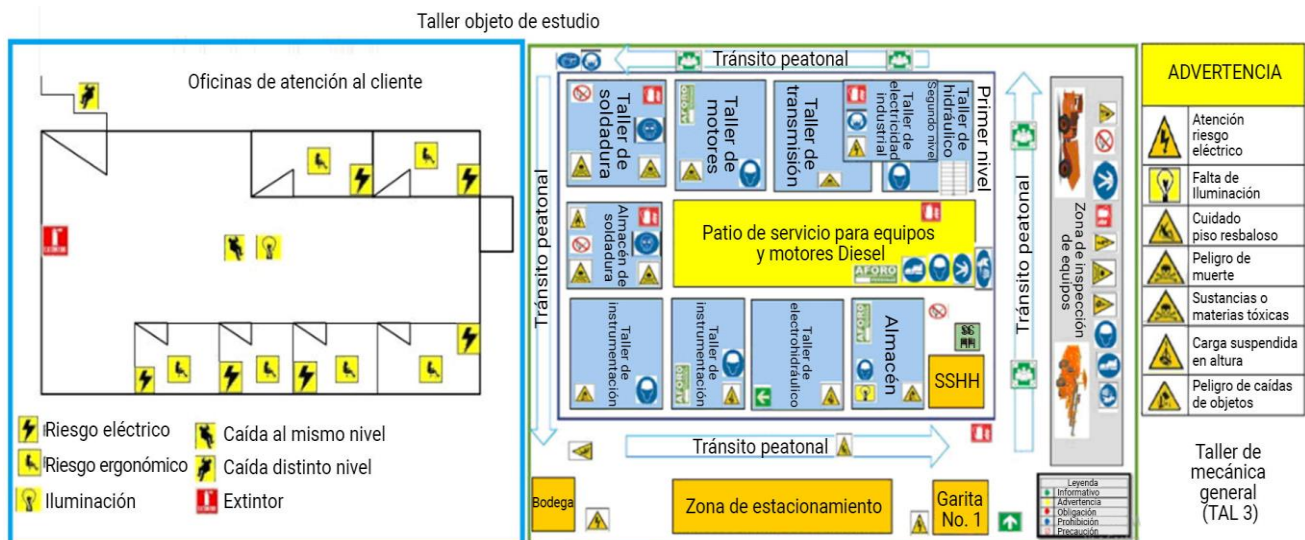 Taller objeto de estudio
Oficinas de atención al cliente
Riesgo eléctrico
Riesgo ergonómico
Iluminación
Caída al mismo nivel
Caída distinto nivel
Extintor
Tránsito peatonal
Tránsito peatonal
Tránsito peatonal
Tránsito peatonal
Taller de
soldadura
Taller de
motores
Taller de
transmisión
Taller de
electricidad
industrial
Taller de
hidráulico
Segundo nivel
Primer nivel
Almacén de
soldadura
Patio de servicio para equipos
y motores Diesel
AFORO
AFORO
AFORO
AFORO
Taller de
instrumentación
Taller de
instrumentación
Taller de
electrohidráulico
Almacén
SSHH
Zona de inspección
de equipos
Bodega
Zona de estacionamiento
Garita
No. 1
Leyenda
Informativo
Advertencia
Obligación
Prohibición
Precaución
ADVERTENCIA
Atención
riesgo
eléctrico
Falta de
Iluminación
Cuidado
piso resbaloso
Peligro de
muerte
Sustancias o
materias tóxicas
Carga suspendida
en altura
Peligro de caídas
de objetos
Taller de
mecánica
general
(TAL 3)